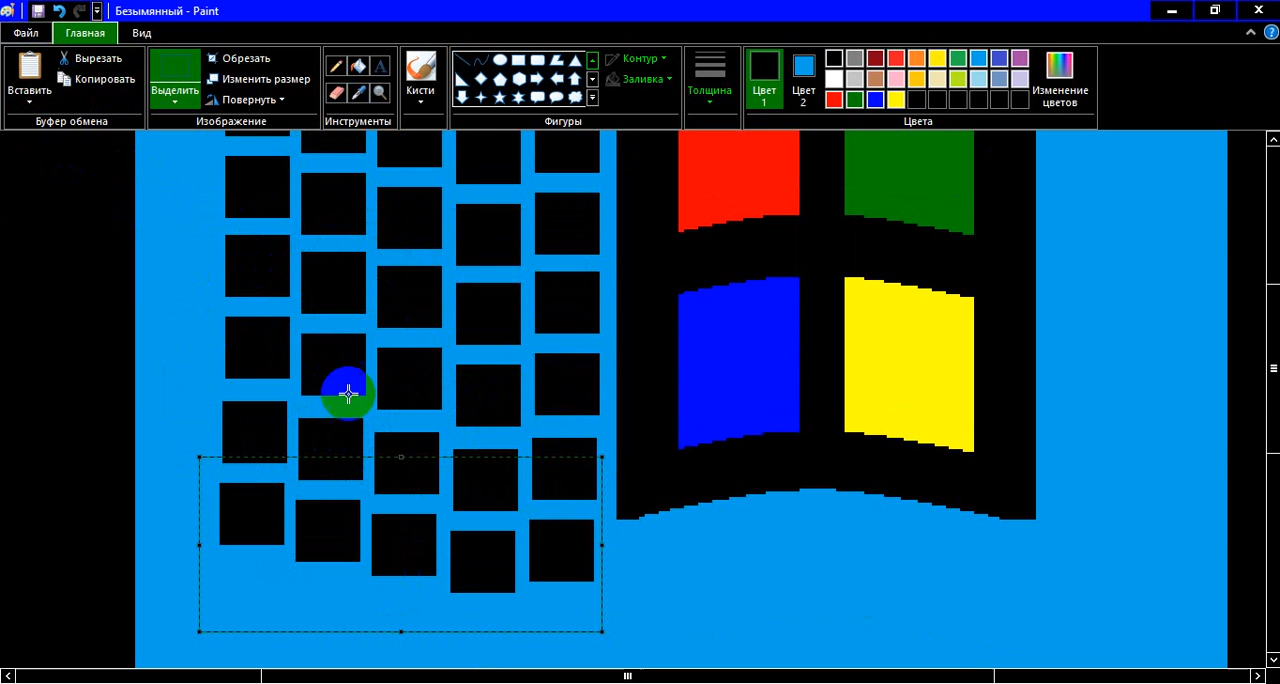 Безымянный - Paint
Файл
Главная
Вид
Вставить
Вырезать
Копировать
Буфер обмена
Выделить
Обрезать
Изменить размер
Повернуть
Изображение
Инструменты
A
Кисти
Контур
Заливка
Фигуры
Толщина
Цвет
1
Цвет
2
Изменение
цветов
Цвета